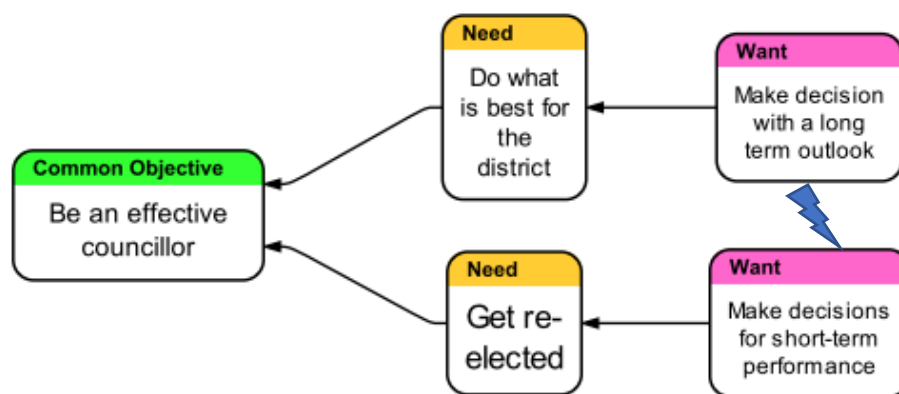 Need
Do what
is best for
the
district
Want
Make decision
with a long
term outlook
Common Objective
Be an effective
councillor
Need
Get re-
elected
Want
Make decisions
for short-term
performance